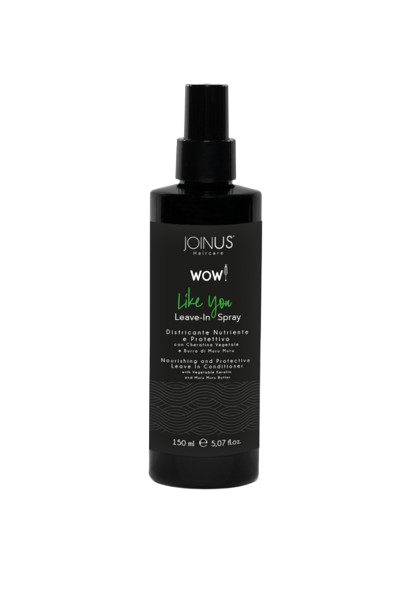 JOINUS®
Haircare
WOW!
Like You
Leave-In Spray
Districante Nutriente
e Protettivo
con Cheratina Vegetale
e Burro di Muru Muru
Nourishing and Protective
Leave In Conditioner
with Vegetable Keratin
and Muru Muru Butter
150 ml ℮ 5,07 fl.oz.